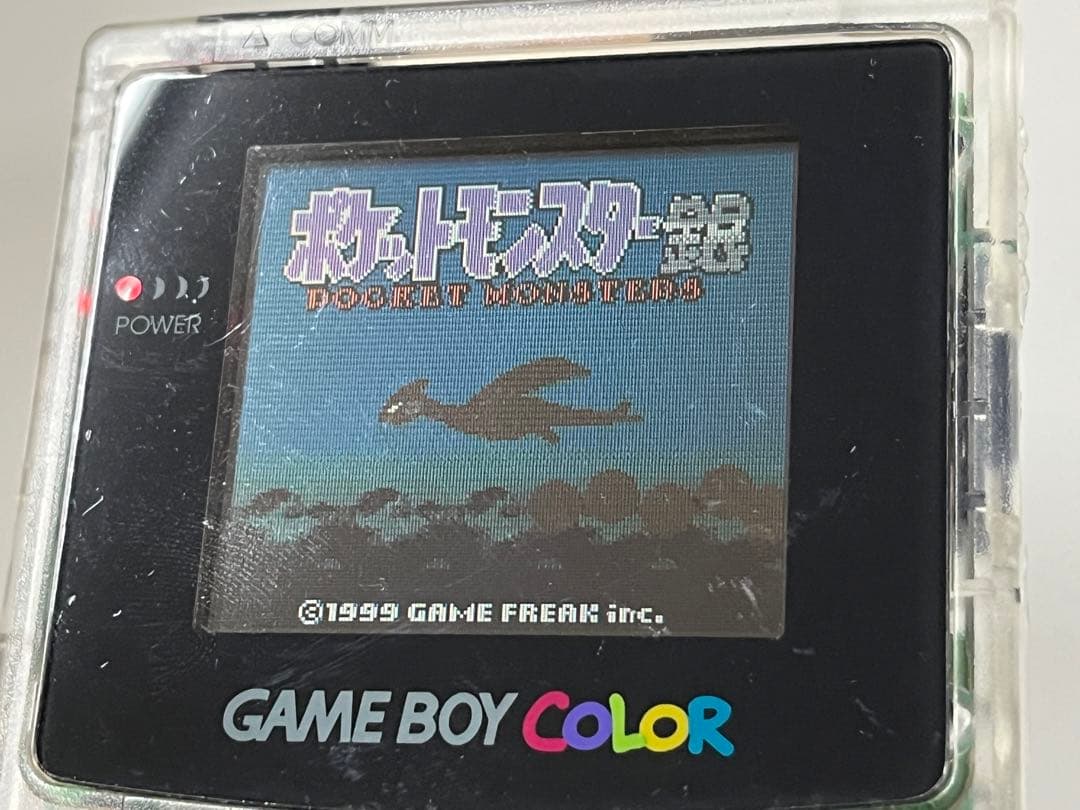 COMM
ポケットモンスター銀
POCKET MONSTERS
POWER
©1999 GAME FREAK inc.
GAME BOY COLOR